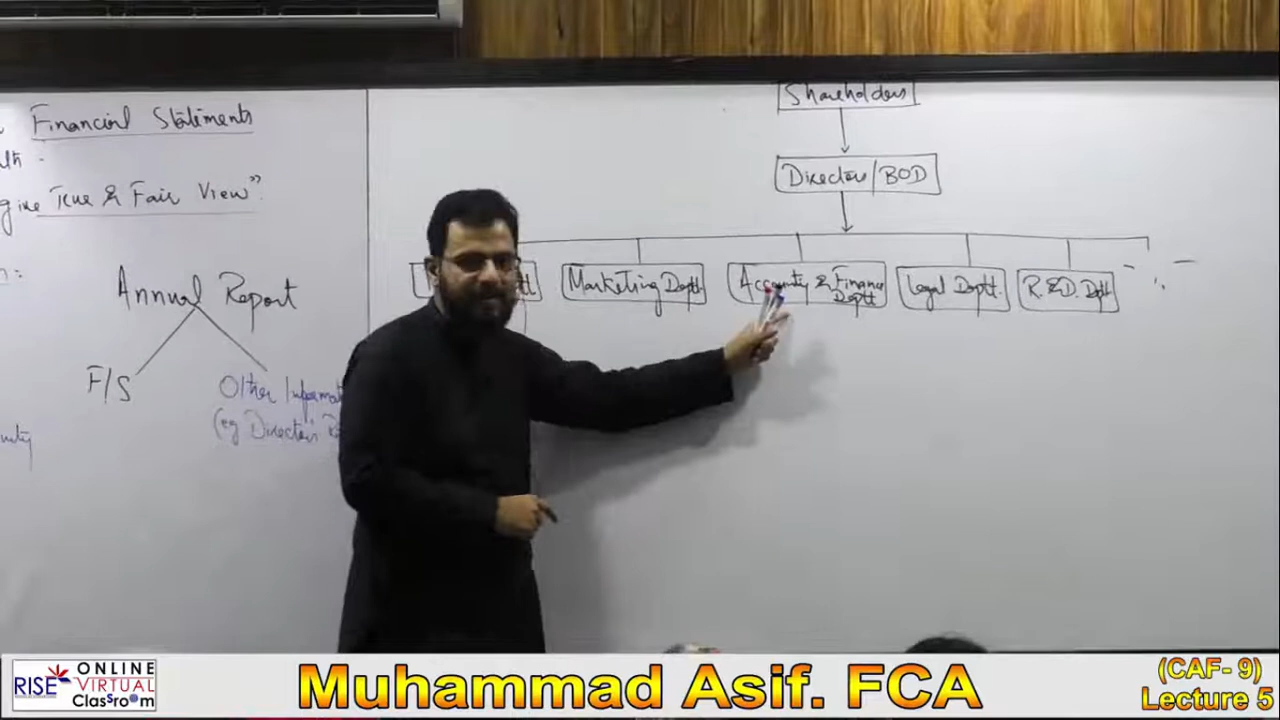 Financial Statements
give True & Fair View"
Annual Report
F/S
Other Informat
(eg Directors
Shareholders
Directors/BOD
Marketing Deptt
Accounts & Finance
Deptt
Legal Deptt.
R.&D. Deptt
RISE
ONLINE
VIRTUAL
Classroom
Muhammad Asif. FCA
(CAF- 9)
Lecture 5